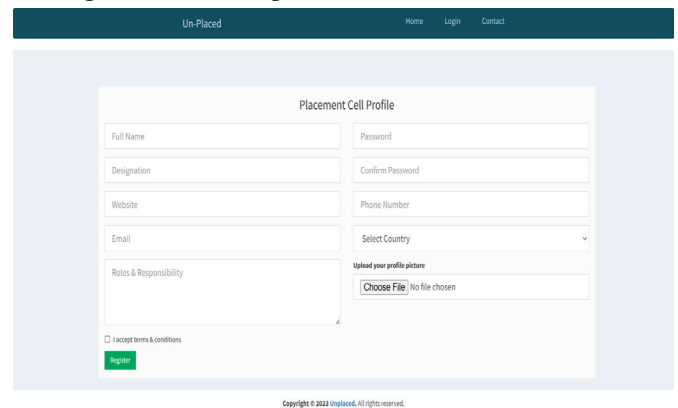 Un-Placed
Home Login Contact
Placement Cell Profile
Full Name
Password
Designation
Confirm Password
Website
Phone Number
Email
Select Country
Roles & Responsibility
Upload your profile picture
Choose File No file chosen
I accept terms & conditions
Register
Copyright © 2023 Unplaced. All rights reserved.